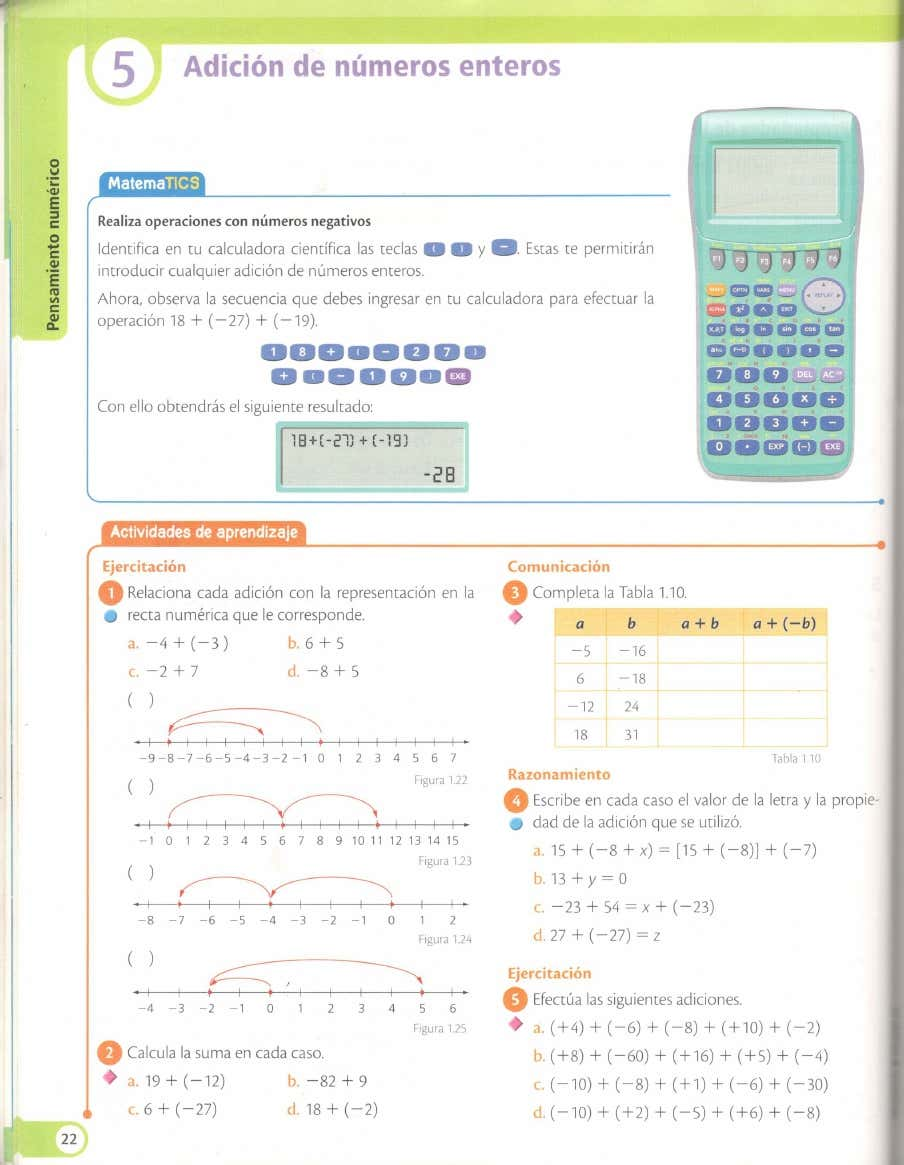 5 Adición de números enteros
Pensamiento numérico
MatemaTICS
Realiza operaciones con números negativos
Identifica en tu calculadora científica las teclas ( ) y −. Estas te permitirán
introducir cualquier adición de números enteros.
Ahora, observa la secuencia que debes ingresar en tu calculadora para efectuar la
operación 18 + (−27) + (−19).
1 8 + ( − 2 7 )
+ ( − 1 9 ) EXE
Con ello obtendrás el siguiente resultado:
18+(-27)+(-19)
-28
F1 F2 F3 F4 F5 F6
OPTN VARS MENU
REPLAY
ALPHA x² ^ EXIT
X,θ,T log ln sin cos tan
( ) , →
7 8 9 DEL AC
4 5 6 × ÷
1 2 3 + −
0 · EXP (−) EXE
Actividades de aprendizaje
Ejercitación
1 Relaciona cada adición con la representación en la
recta numérica que le corresponde.
a. −4 + (−3 ) b. 6 + 5
c. −2 + 7 d. −8 + 5
( )
−9 −8 −7 −6 −5 −4 −3 −2 −1 0 1 2 3 4 5 6 7
Figura 1.22
( )
−1 0 1 2 3 4 5 6 7 8 9 10 11 12 13 14 15
Figura 1.23
( )
−8 −7 −6 −5 −4 −3 −2 −1 0 1 2
Figura 1.24
( )
−4 −3 −2 −1 0 1 2 3 4 5 6
Figura 1.25
2 Calcula la suma en cada caso.
a. 19 + (−12) b. −82 + 9
c. 6 + (−27) d. 18 + (−2)
Comunicación
3 Completa la Tabla 1.10.
a b a + b a + (−b)
−5 −16
6 −18
−12 24
18 31
Tabla 1.10
Razonamiento
4 Escribe en cada caso el valor de la letra y la propie-
dad de la adición que se utilizó.
a. 15 + (−8 + x) = [15 + (−8)] + (−7)
b. 13 + y = 0
c. −23 + 54 = x + (−23)
d. 27 + (−27) = z
Ejercitación
5 Efectúa las siguientes adiciones.
a. (+4) + (−6) + (−8) + (+10) + (−2)
b. (+8) + (−60) + (+16) + (+5) + (−4)
c. (−10) + (−8) + (+1) + (−6) + (−30)
d. (−10) + (+2) + (−5) + (+6) + (−8)
22